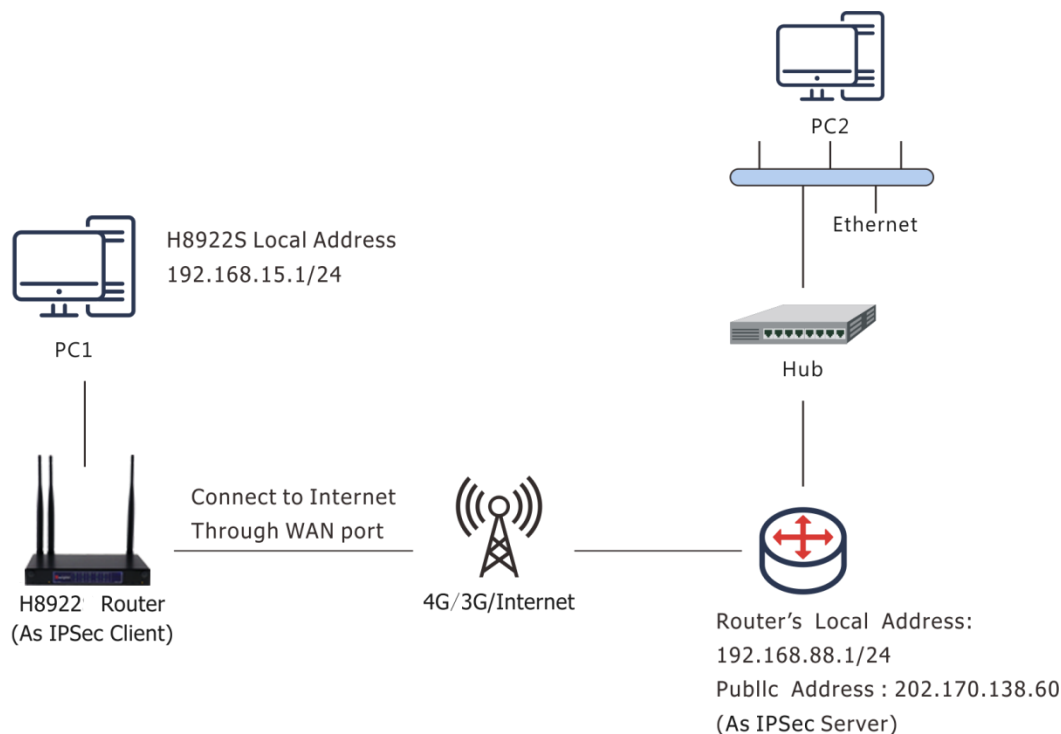 PC2
Ethernet
H8922S Local Address
192.168.15.1/24
PC1
Hub
Connect to Internet
Through WAN port
H8922 Router
(As IPSec Client)
4G/3G/Internet
Router's Local Address:
192.168.88.1/24
Publlc Address : 202.170.138.60
(As IPSec Server)